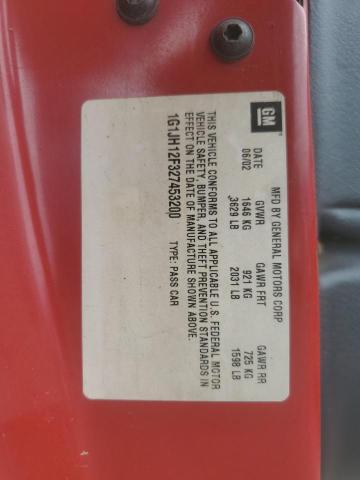 GM
MFD BY GENERAL MOTORS CORP
DATE GVWR GAWR FRT GAWR RR
06/02 1646 KG 921 KG 725 KG
3629 LB 2031 LB 1598 LB
THIS VEHICLE CONFORMS TO ALL APPLICABLE U.S. FEDERAL MOTOR
VEHICLE SAFETY, BUMPER, AND THEFT PREVENTION STANDARDS IN
EFFECT ON THE DATE OF MANUFACTURE SHOWN ABOVE.
1G1JH12F327453200 TYPE: PASS CAR